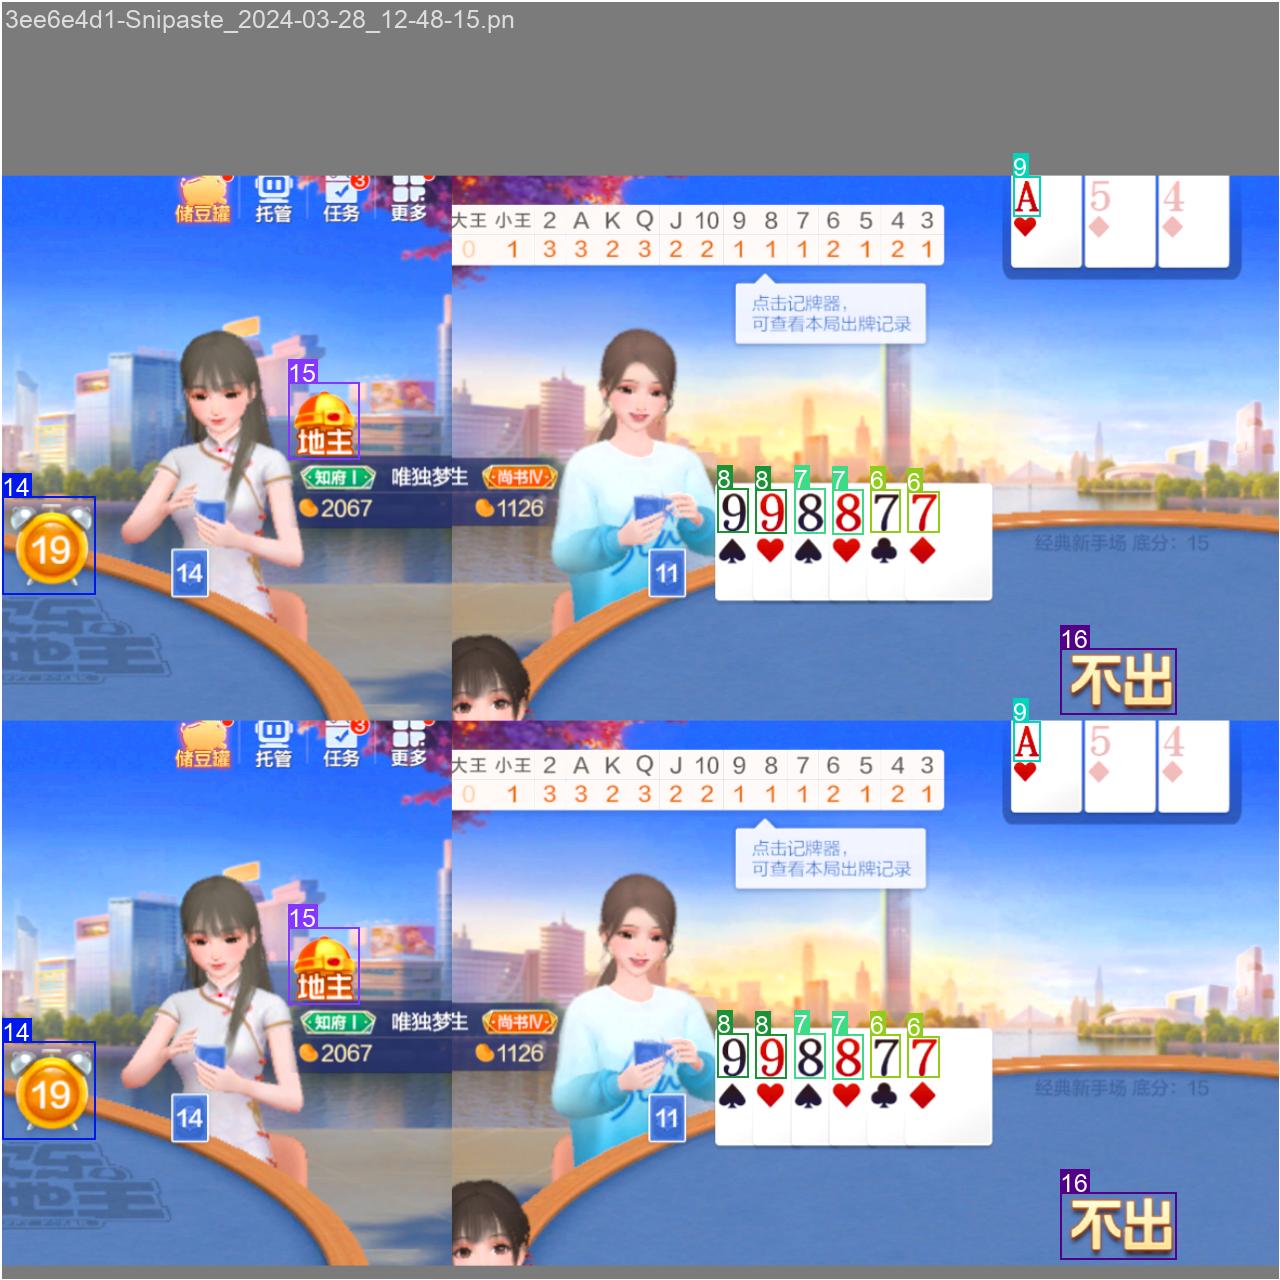 3ee6e4d1-Snipaste_2024-03-28_12-48-15.pn
储豆罐 托管 3 任务 更多
大王 小王 2 A K Q J 10 9 8 7 6 5 4 3
0 1 3 3 2 3 2 2 1 1 1 2 1 2 1
9
A 5 4
点击记牌器，
可查看本局出牌记录
15
地主
知府 I 唯独梦生 尚书IV
2067 1126
14
19
14
11
8 8 7 7 6 6
9 9 8 8 7 7
经典新手场 底分：15
16
不出
储豆罐 托管 3 任务 更多
大王 小王 2 A K Q J 10 9 8 7 6 5 4 3
0 1 3 3 2 3 2 2 1 1 1 2 1 2 1
9
A 5 4
点击记牌器，
可查看本局出牌记录
15
地主
知府 I 唯独梦生 尚书IV
2067 1126
14
19
14
11
8 8 7 7 6 6
9 9 8 8 7 7
经典新手场 底分：15
16
不出